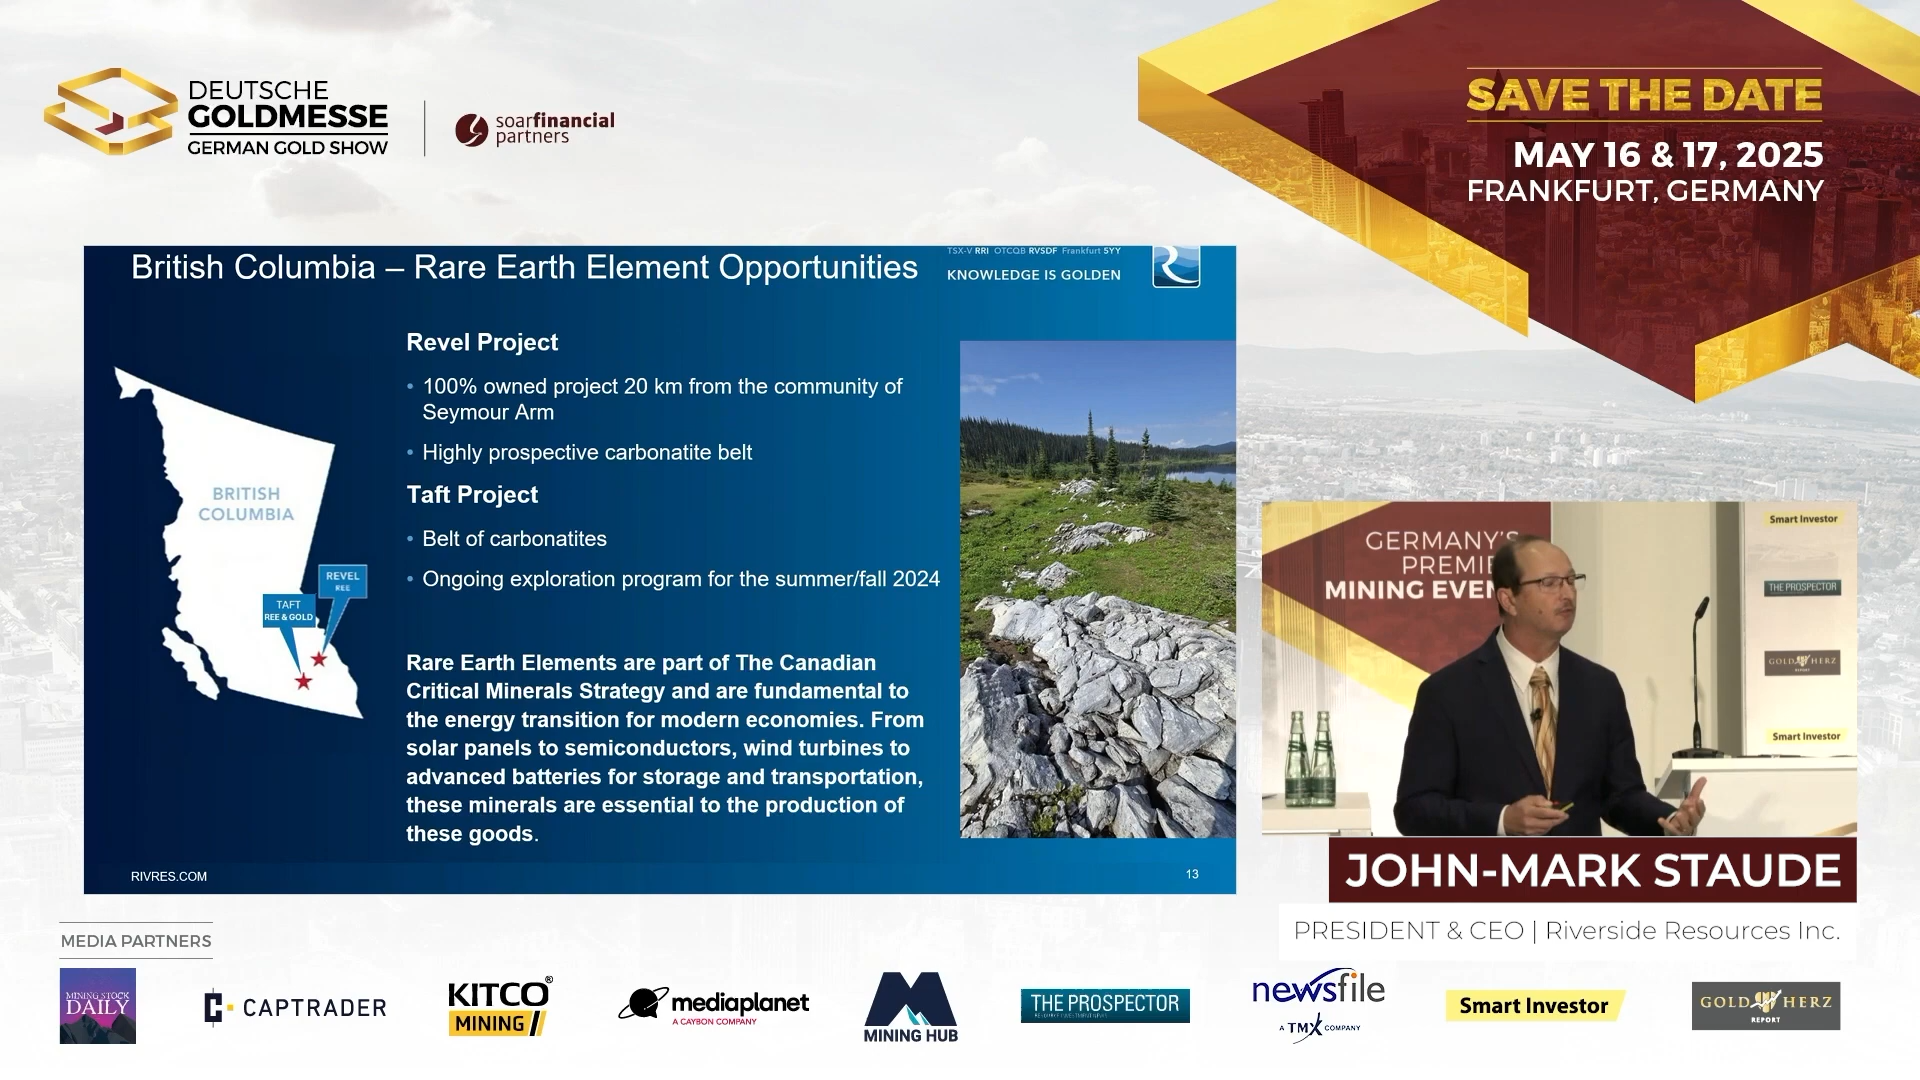 DEUTSCHE
GOLDMESSE
GERMAN GOLD SHOW
soarfinancial
partners
SAVE THE DATE
MAY 16 & 17, 2025
FRANKFURT, GERMANY
British Columbia – Rare Earth Element Opportunities
TSX-V RRI OTCQB RVSDF Frankfurt 5YY
KNOWLEDGE IS GOLDEN
Revel Project
• 100% owned project 20 km from the community of
Seymour Arm
• Highly prospective carbonatite belt
Taft Project
• Belt of carbonatites
• Ongoing exploration program for the summer/fall 2024
Rare Earth Elements are part of The Canadian
Critical Minerals Strategy and are fundamental to
the energy transition for modern economies. From
solar panels to semiconductors, wind turbines to
advanced batteries for storage and transportation,
these minerals are essential to the production of
these goods.
BRITISH
COLUMBIA
REVEL
REE
TAFT
REE & GOLD
RIVRES.COM
13
GERMANY'S
PREMIE
MINING EVEN
Smart Investor
THE PROSPECTOR
GOLD HERZ
REPORT
Smart Investor
JOHN-MARK STAUDE
PRESIDENT & CEO | Riverside Resources Inc.
MEDIA PARTNERS
MINING STOCK
DAILY
CAPTRADER
KITCO®
MINING
mediaplanet
A CAYBON COMPANY
MINING HUB
THE PROSPECTOR
newsfile
A TMX COMPANY
Smart Investor
GOLD HERZ
REPORT